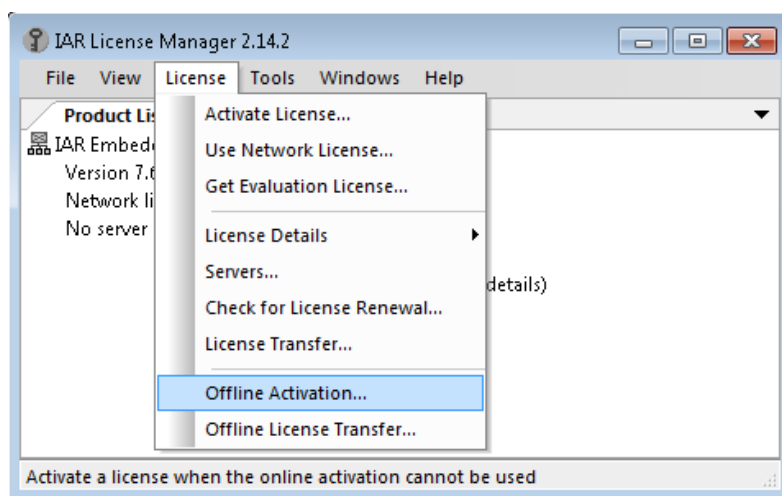 IAR License Manager 2.14.2
File View License Tools Windows Help
Product Lis
Activate License...
IAR Embed
Use Network License...
Version 7.6
Get Evaluation License...
Network li
No server
License Details
Servers...
details)
Check for License Renewal...
License Transfer...
Offline Activation...
Offline License Transfer...
Activate a license when the online activation cannot be used